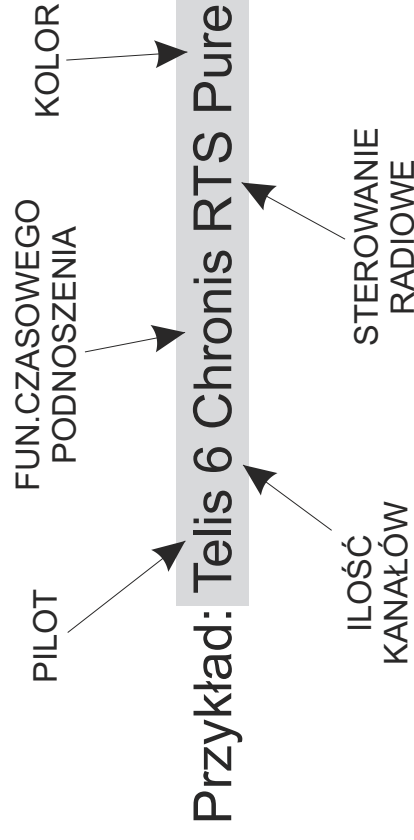 PILOT
FUN.CZASOWEGO
PODNOSZENIA
KOLOR
Przykład: Telis 6 Chronis RTS Pure
ILOŚĆ
KANAŁÓW
STEROWANIE
RADIOWE